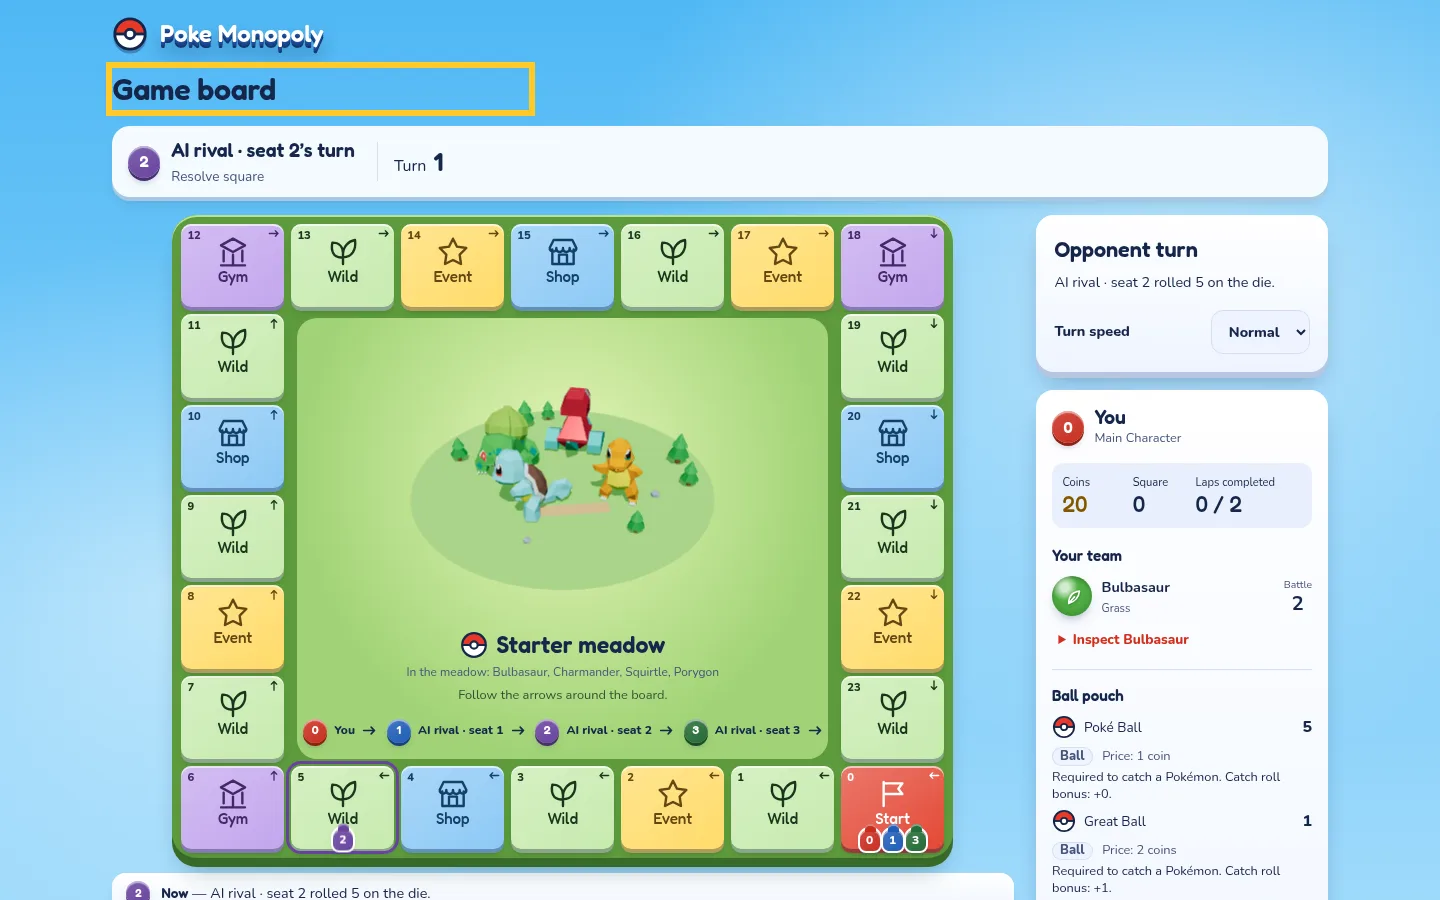 Poke Monopoly
Game board
2
AI rival · seat 2's turn
Resolve square
Turn 1
12 →
Gym
13 →
Wild
14 →
Event
15 →
Shop
16 →
Wild
17 →
Event
18 ↓
Gym
11 ↑
Wild
19 ↓
Wild
10 ↑
Shop
20 ↓
Shop
9 ↑
Wild
21 ↓
Wild
8 ↑
Event
22 ↓
Event
7 ↑
Wild
23 ↓
Wild
Starter meadow
In the meadow: Bulbasaur, Charmander, Squirtle, Porygon
Follow the arrows around the board.
0 You → 1 AI rival · seat 1 → 2 AI rival · seat 2 → 3 AI rival · seat 3 →
6 ↑
Gym
5 ←
Wild
2
4 ←
Shop
3 ←
Wild
2 ←
Event
1 ←
Wild
0 ←
Start
0 1 3
2 Now — AI rival · seat 2 rolled 5 on the die.
Opponent turn
AI rival · seat 2 rolled 5 on the die.
Turn speed Normal
0 You
Main Character
Coins Square Laps completed
20 0 0 / 2
Your team
Bulbasaur
Grass
Battle
2
Inspect Bulbasaur
Ball pouch
Poké Ball 5
Ball Price: 1 coin
Required to catch a Pokémon. Catch roll
bonus: +0.
Great Ball 1
Ball Price: 2 coins
Required to catch a Pokémon. Catch roll
bonus: +1.